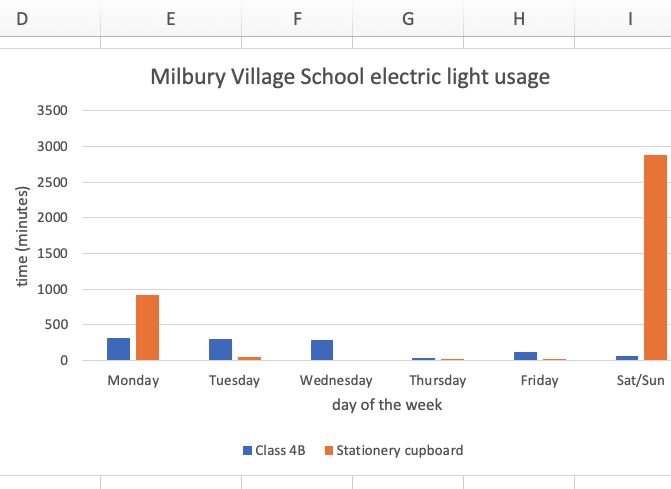 D E F G H I
Milbury Village School electric light usage
3500
3000
2500
2000
1500
1000
500
0
time (minutes)
Monday Tuesday Wednesday Thursday Friday Sat/Sun
day of the week
Class 4B Stationery cupboard